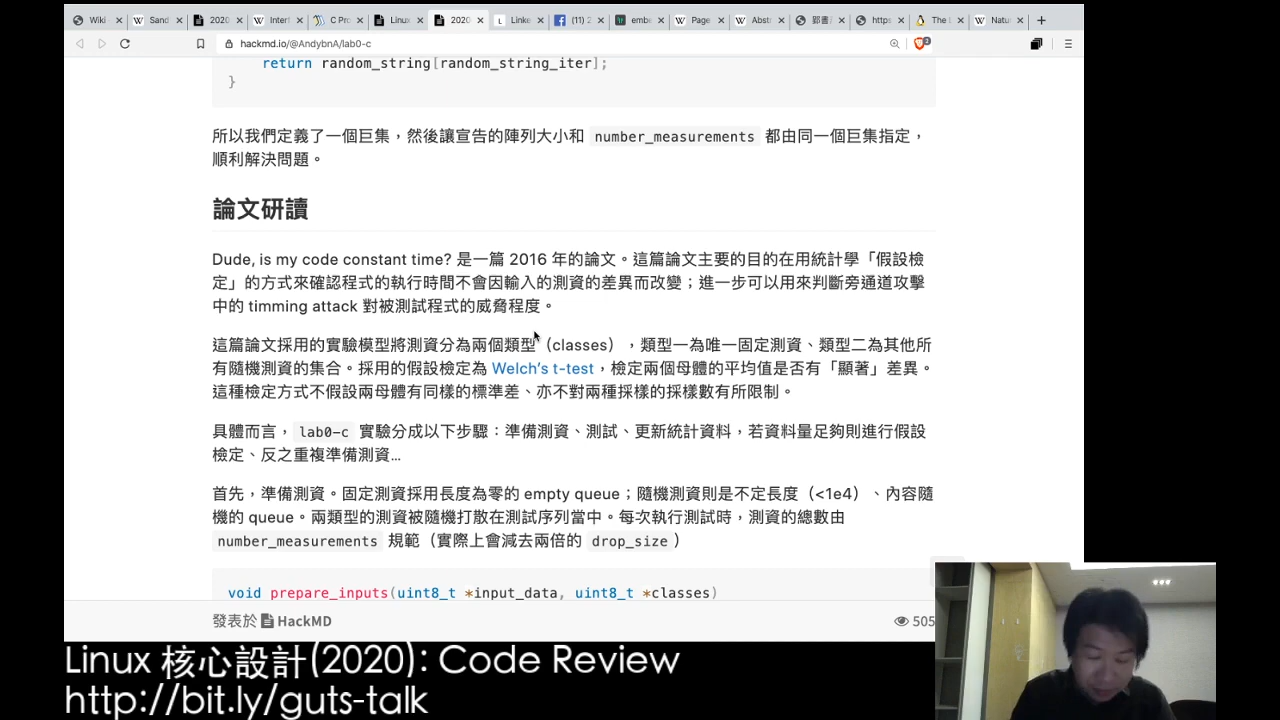 Wiki
Sand
2020
Interf
C Pro
Linux
2020
Linke
(11) 2
embe
Page
Abstr
鄞書
https
The L
Natur
hackmd.io/@AndybnA/lab0-c
return random_string[random_string_iter];
}
所以我們定義了一個巨集，然後讓宣告的陣列大小和 number_measurements 都由同一個巨集指定，
順利解決問題。
論文研讀
Dude, is my code constant time? 是一篇 2016 年的論文。這篇論文主要的目的在用統計學「假設檢
定」的方式來確認程式的執行時間不會因輸入的測資的差異而改變；進一步可以用來判斷旁通道攻擊
中的 timming attack 對被測試程式的威脅程度。
這篇論文採用的實驗模型將測資分為兩個類型（classes），類型一為唯一固定測資、類型二為其他所
有隨機測資的集合。採用的假設檢定為 Welch’s t-test，檢定兩個母體的平均值是否有「顯著」差異。
這種檢定方式不假設兩母體有同樣的標準差、亦不對兩種採樣的採樣數有所限制。
具體而言， lab0-c 實驗分成以下步驟：準備測資、測試、更新統計資料，若資料量足夠則進行假設
檢定、反之重複準備測資…
首先，準備測資。固定測資採用長度為零的 empty queue；隨機測資則是不定長度（<1e4）、內容隨
機的 queue。兩類型的測資被隨機打散在測試序列當中。每次執行測試時，測資的總數由
number_measurements 規範（實際上會減去兩倍的 drop_size ）
void prepare_inputs(uint8_t *input_data, uint8_t *classes)
發表於 HackMD
505
Linux 核心設計(2020): Code Review
http://bit.ly/guts-talk